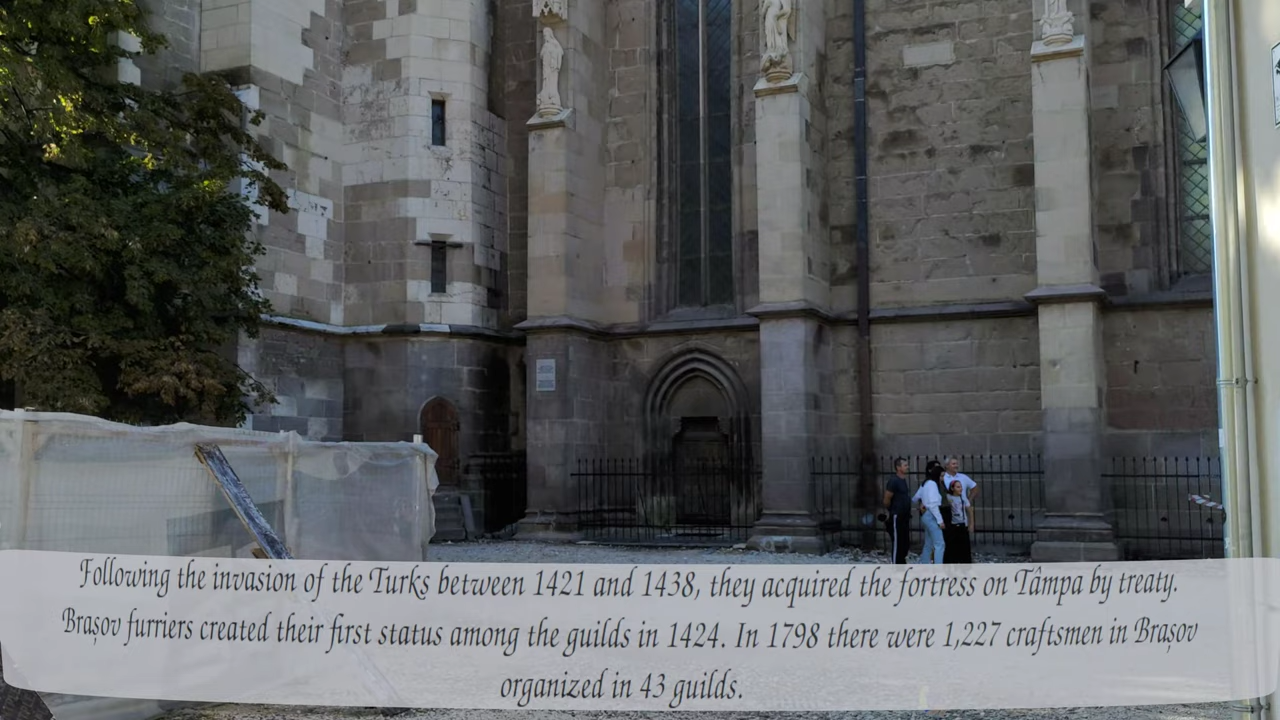 Following the invasion of the Turks between 1421 and 1438, they acquired the fortress on Tâmpa by treaty.
Brașov furriers created their first status among the guilds in 1424. In 1798 there were 1,227 craftsmen in Brașov
organized in 43 guilds.